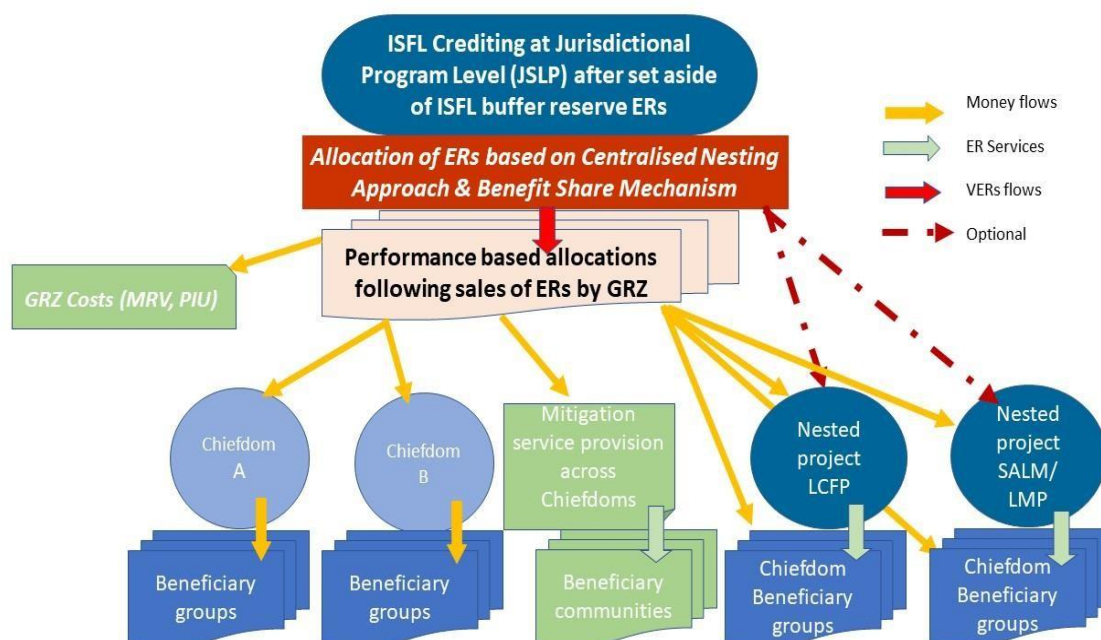 ISFL Crediting at Jurisdictional
Program Level (JSLP) after set aside
of ISFL buffer reserve ERs
Allocation of ERs based on Centralised Nesting
Approach & Benefit Share Mechanism
Performance based allocations
following sales of ERs by GRZ
GRZ Costs (MRV, PIU)
Money flows
ER Services
VERs flows
Optional
Chiefdom
A
Chiefdom
B
Mitigation
service provision
across
Chiefdoms
Nested
project
LCFP
Nested
project
SALM/
LMP
Beneficiary
groups
Beneficiary
groups
Beneficiary
communities
Chiefdom
Beneficiary
groups
Chiefdom
Beneficiary
groups